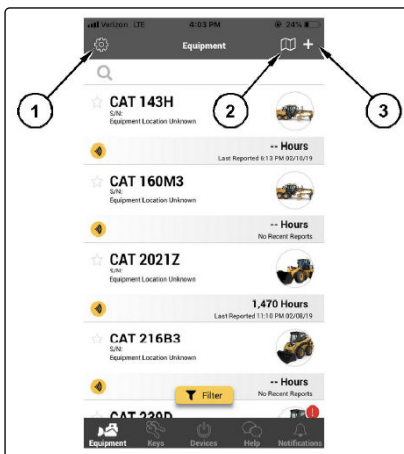 Verizon LTE 4:03 PM 24%
Equipment
1
2
3
CAT 143H
S/N:
Equipment Location Unknown
-- Hours
Last Reported 6:13 PM 02/10/19
CAT 160M3
S/N:
Equipment Location Unknown
-- Hours
No Recent Reports
CAT 2021Z
S/N:
Equipment Location Unknown
1,470 Hours
Last Reported 11:10 PM 02/08/19
CAT 216B3
S/N:
Equipment Location Unknown
-- Hours
No Recent Reports
Filter
CAT 239D
Equipment Keys Devices Help Notifications